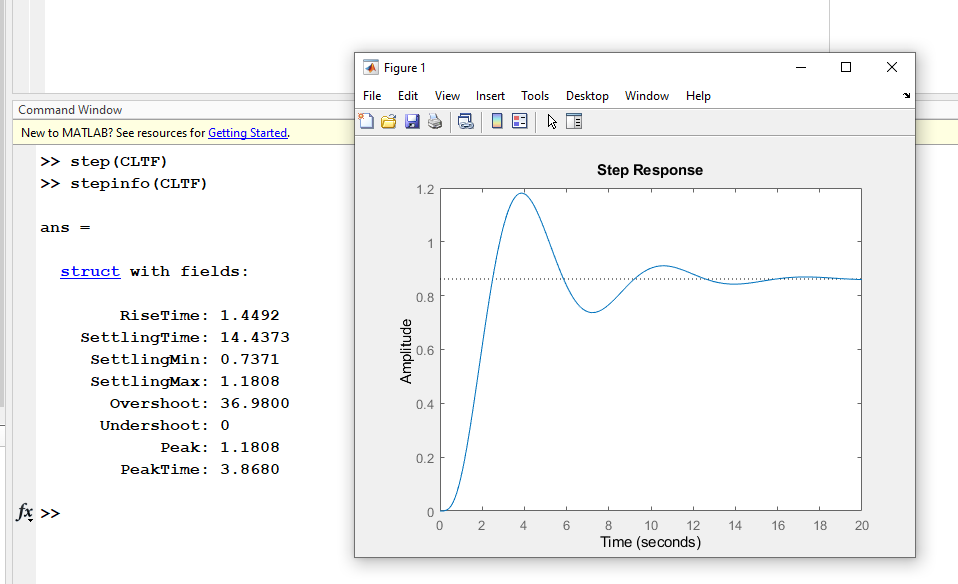 Command Window
New to MATLAB? See resources for Getting Started.
>> step(CLTF)
>> stepinfo(CLTF)
ans =
struct with fields:
RiseTime: 1.4492
SettlingTime: 14.4373
SettlingMin: 0.7371
SettlingMax: 1.1808
Overshoot: 36.9800
Undershoot: 0
Peak: 1.1808
PeakTime: 3.8680
fx >>
Figure 1
File Edit View Insert Tools Desktop Window Help
Step Response
1.2
1
0.8
0.6
0.4
0.2
0
Amplitude
0 2 4 6 8 10 12 14 16 18 20
Time (seconds)